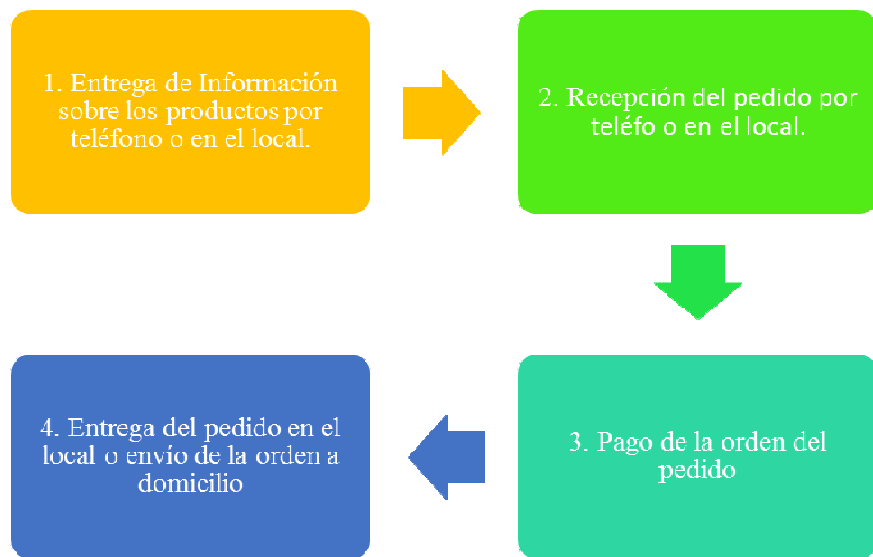 1. Entrega de Información
sobre los productos por
teléfono o en el local.
2. Recepción del pedido por
teléfo o en el local.
3. Pago de la orden del
pedido
4. Entrega del pedido en el
local o envío de la orden a
domicilio